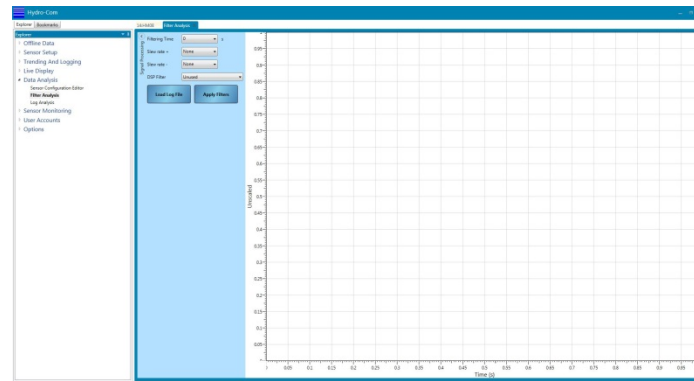 Hydro-Com
Explorer Bookmarks
Explorer
Offline Data
Sensor Setup
Trending And Logging
Live Display
Data Analysis
Sensor Configuration Editor
Filter Analysis
Log Analysis
Sensor Monitoring
User Accounts
Options
Filter Analysis
Signal Processing
Filtering Time: 0 s
Slew rate + None
Slew rate - None
DSP Filter: Unused
Load Log File Apply Filters
Unscaled
0.95
0.85
0.8
0.75
0.7
0.65
0.6
0.55
0.5
0.45
0.4
0.35
0.3
0.25
0.2
0.15
0.1
0.05
0.05 0.1 0.15 0.2 0.25 0.3 0.35 0.4 0.45 0.5 0.55 0.6 0.65 0.7 0.75 0.8 0.85 0.9 0.95
Time (s)